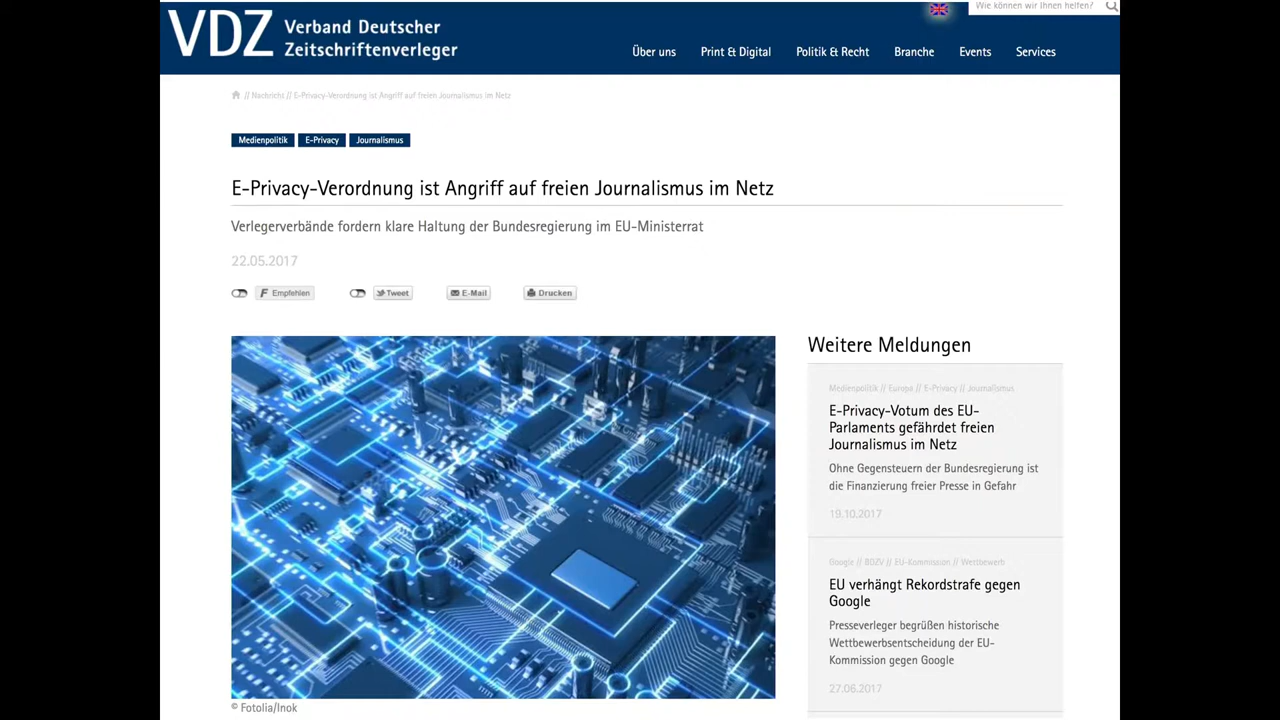 VDZ Verband Deutscher
Zeitschriftenverleger
Wie können wir Ihnen helfen?
Über uns Print & Digital Politik & Recht Branche Events Services
// Nachricht // E-Privacy-Verordnung ist Angriff auf freien Journalismus im Netz
Medienpolitik E-Privacy Journalismus
E-Privacy-Verordnung ist Angriff auf freien Journalismus im Netz
Verlegerverbände fordern klare Haltung der Bundesregierung im EU-Ministerrat
22.05.2017
F Empfehlen Tweet E-Mail Drucken
© Fotolia/Inok
Weitere Meldungen
Medienpolitik // Europa // E-Privacy // Journalismus
E-Privacy-Votum des EU-
Parlaments gefährdet freien
Journalismus im Netz
Ohne Gegensteuern der Bundesregierung ist
die Finanzierung freier Presse in Gefahr
19.10.2017
Google // BDZV // EU-Kommission // Wettbewerb
EU verhängt Rekordstrafe gegen
Google
Presseverleger begrüßen historische
Wettbewerbsentscheidung der EU-
Kommission gegen Google
27.06.2017